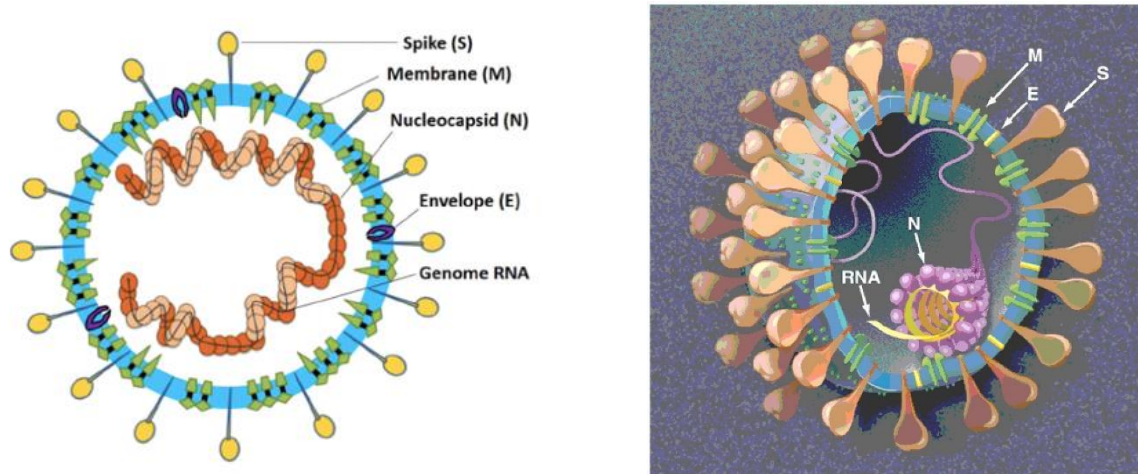 Spike (S)
Membrane (M)
Nucleocapsid (N)
Envelope (E)
Genome RNA
M
S
E
N
RNA